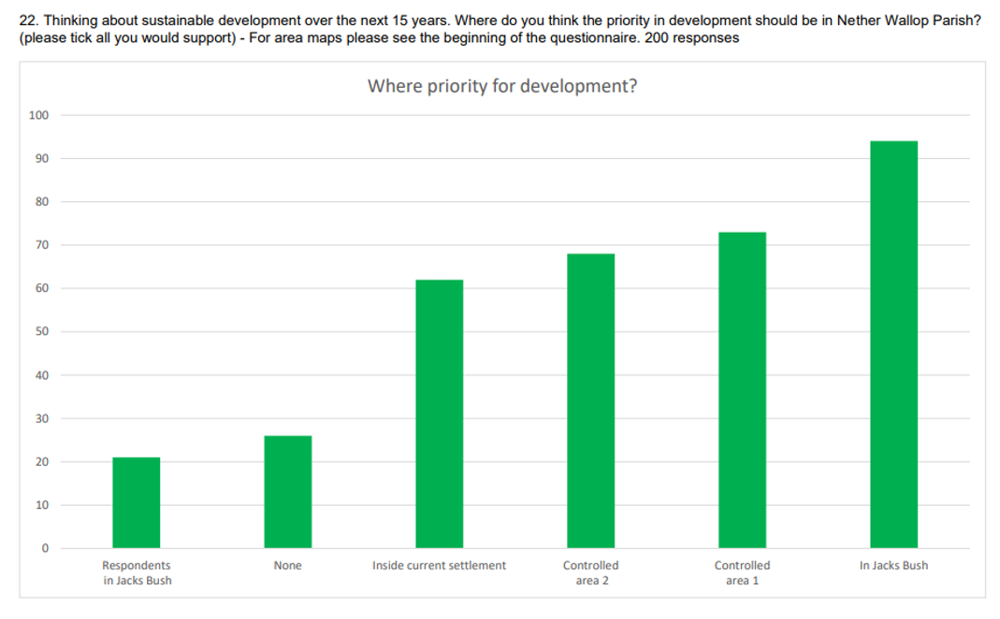 22. Thinking about sustainable development over the next 15 years. Where do you think the priority in development should be in Nether Wallop Parish?
(please tick all you would support) - For area maps please see the beginning of the questionnaire. 200 responses
Where priority for development?
100
90
80
70
60
50
40
30
20
10
0
Respondents
in Jacks Bush
None
Inside current settlement
Controlled
area 2
Controlled
area 1
In Jacks Bush